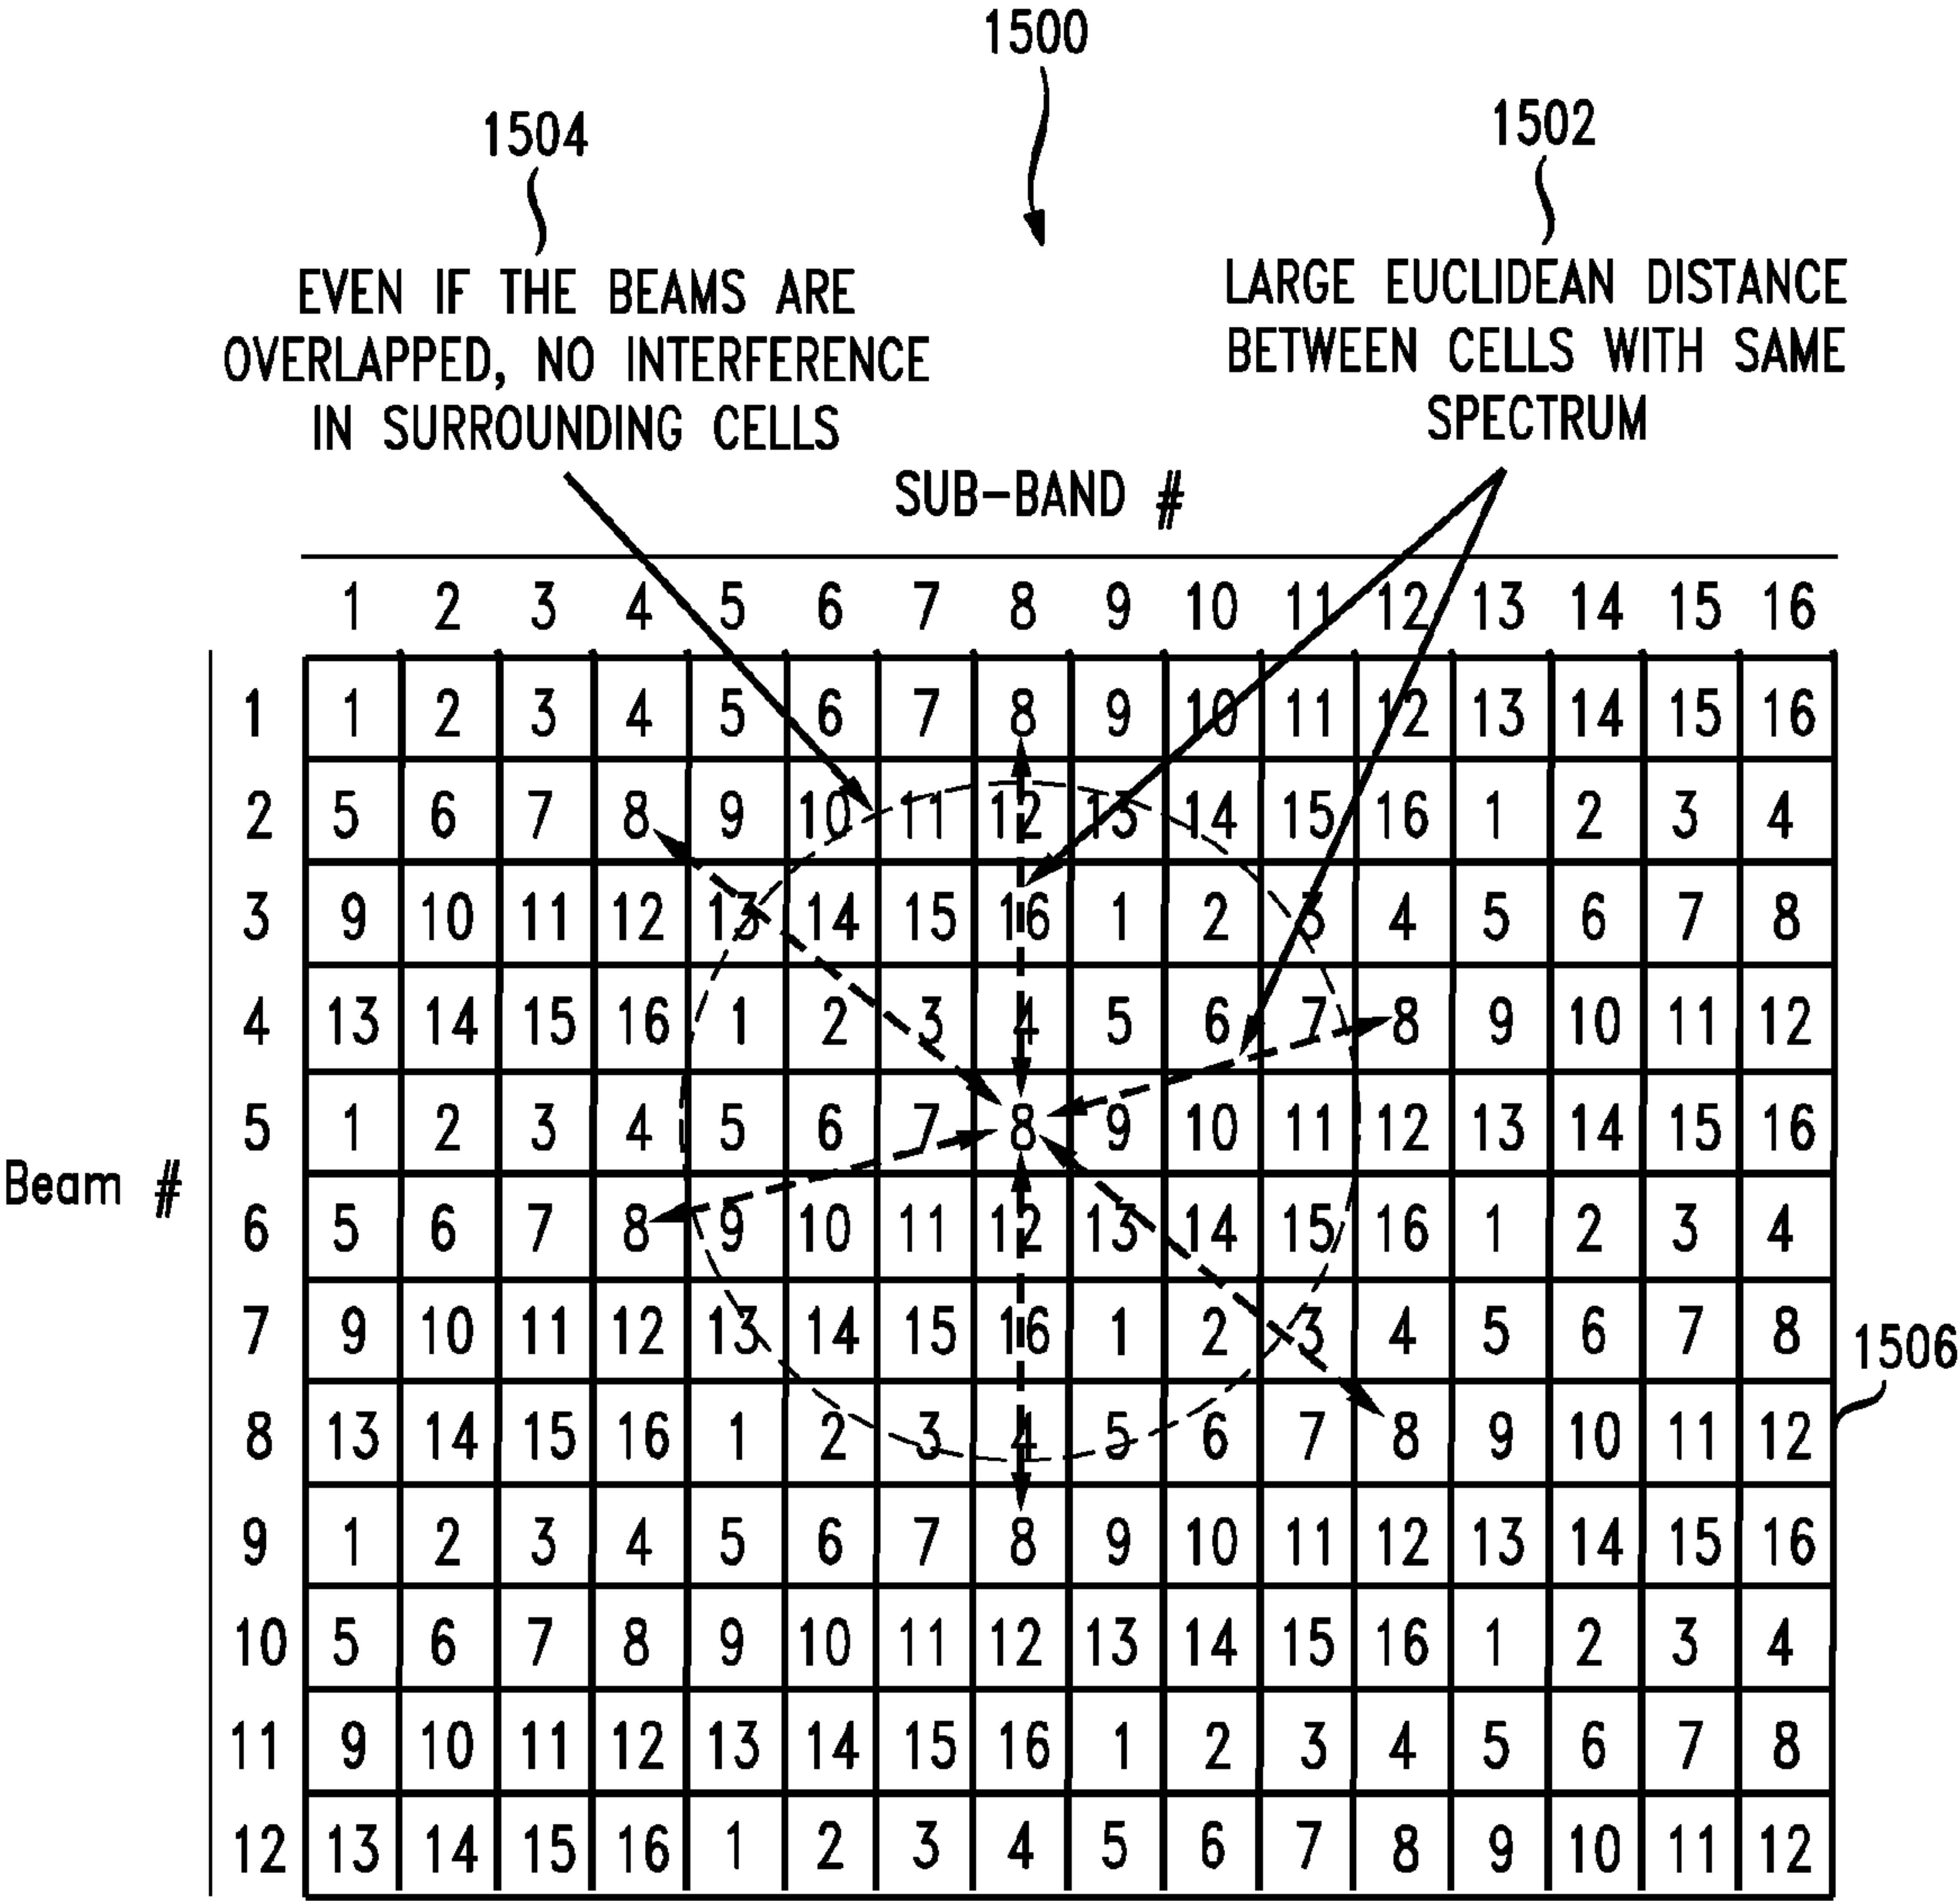 1500
1504
1502
EVEN IF THE BEAMS ARE
OVERLAPPED, NO INTERFERENCE
IN SURROUNDING CELLS
LARGE EUCLIDEAN DISTANCE
BETWEEN CELLS WITH SAME
SPECTRUM
SUB-BAND #
1 2 3 4 5 6 7 8 9 10 11 12 13 14 15 16
1 1 2 3 4 5 6 7 8 9 10 11 12 13 14 15 16
2 5 6 7 8 9 10 11 12 13 14 15 16 1 2 3 4
3 9 10 11 12 13 14 15 16 1 2 3 4 5 6 7 8
4 13 14 15 16 1 2 3 4 5 6 7 8 9 10 11 12
5 1 2 3 4 5 6 7 8 9 10 11 12 13 14 15 16
Beam #
6 5 6 7 8 9 10 11 12 13 14 15 16 1 2 3 4
7 9 10 11 12 13 14 15 16 1 2 3 4 5 6 7 8
1506
8 13 14 15 16 1 2 3 4 5 6 7 8 9 10 11 12
9 1 2 3 4 5 6 7 8 9 10 11 12 13 14 15 16
10 5 6 7 8 9 10 11 12 13 14 15 16 1 2 3 4
11 9 10 11 12 13 14 15 16 1 2 3 4 5 6 7 8
12 13 14 15 16 1 2 3 4 5 6 7 8 9 10 11 12